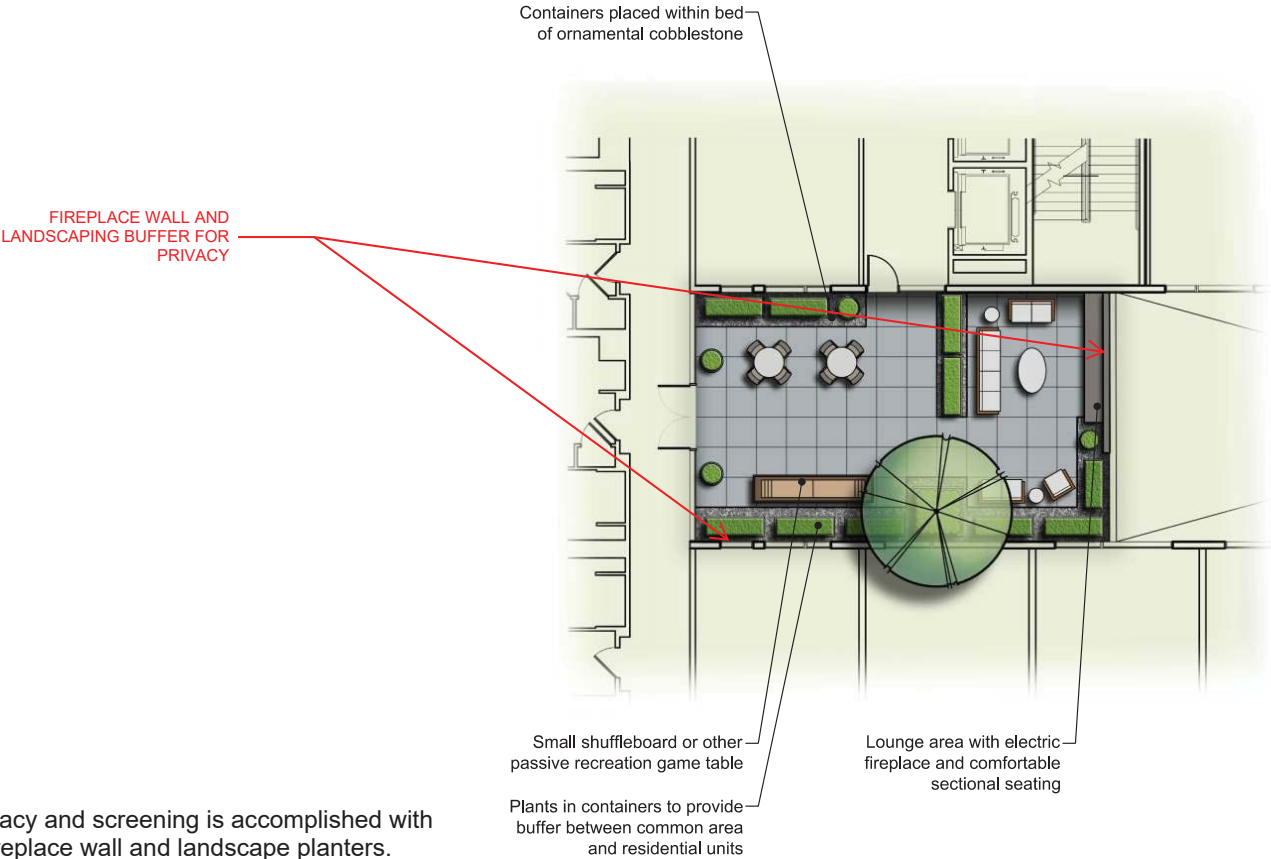 Containers placed within bed
of ornamental cobblestone
FIREPLACE WALL AND
LANDSCAPING BUFFER FOR
PRIVACY
Small shuffleboard or other
passive recreation game table
Lounge area with electric
fireplace and comfortable
sectional seating
Plants in containers to provide
buffer between common area
and residential units
acy and screening is accomplished with
replace wall and landscape planters.